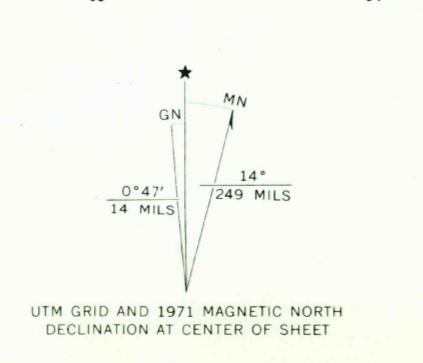 GN
MN
0°47'
14 MILS
14°
249 MILS
UTM GRID AND 1971 MAGNETIC NORTH
DECLINATION AT CENTER OF SHEET